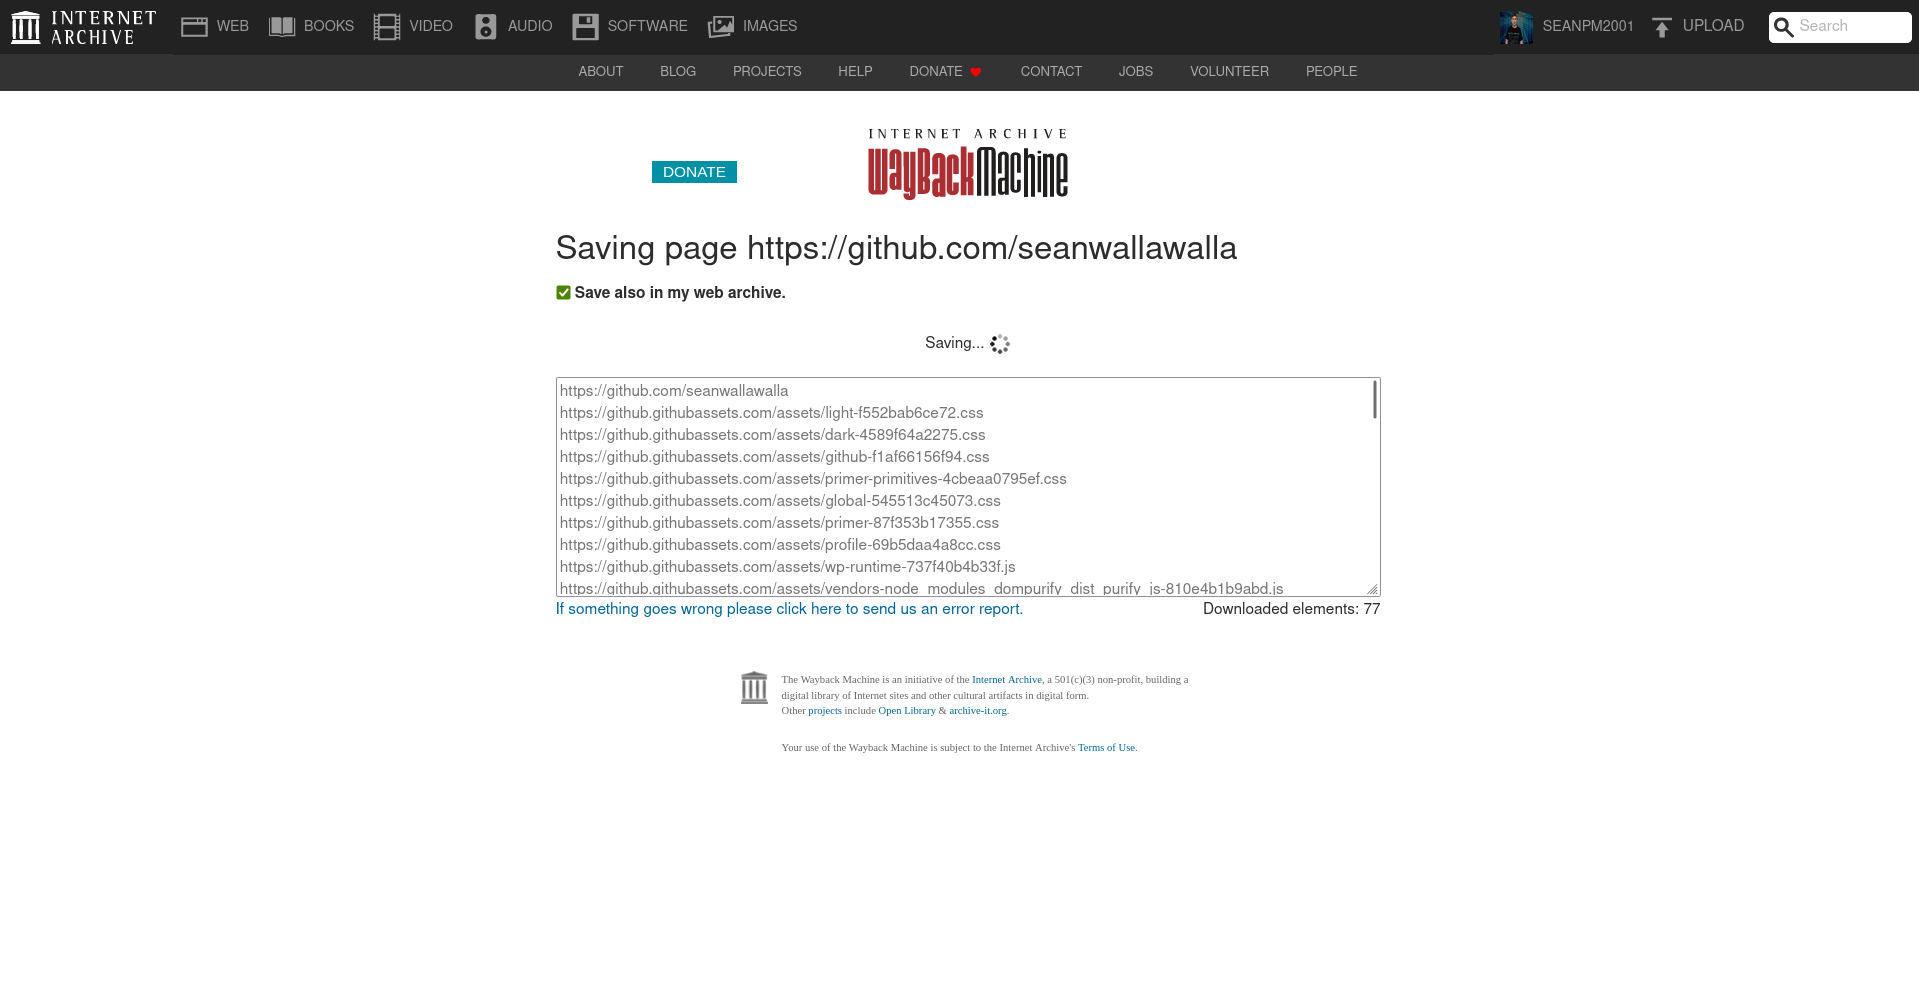 INTERNET ARCHIVE
WEB BOOKS VIDEO AUDIO SOFTWARE IMAGES SEANPM2001 UPLOAD Search
ABOUT BLOG PROJECTS HELP DONATE CONTACT JOBS VOLUNTEER PEOPLE
INTERNET ARCHIVE
WayBackMachine
DONATE
Saving page https://github.com/seanwallawalla
Save also in my web archive.
Saving...
https://github.com/seanwallawalla
https://github.githubassets.com/assets/light-f552bab6ce72.css
https://github.githubassets.com/assets/dark-4589f64a2275.css
https://github.githubassets.com/assets/github-f1af66156f94.css
https://github.githubassets.com/assets/primer-primitives-4cbeaa0795ef.css
https://github.githubassets.com/assets/global-545513c45073.css
https://github.githubassets.com/assets/primer-87f353b17355.css
https://github.githubassets.com/assets/profile-69b5daa4a8cc.css
https://github.githubassets.com/assets/wp-runtime-737f40b4b33f.js
https://github.githubassets.com/assets/vendors-node_modules_dompurify_dist_purify_js-810e4b1b9abd.js
If something goes wrong please click here to send us an error report. Downloaded elements: 77
The Wayback Machine is an initiative of the Internet Archive, a 501(c)(3) non-profit, building a
digital library of Internet sites and other cultural artifacts in digital form.
Other projects include Open Library & archive-it.org.
Your use of the Wayback Machine is subject to the Internet Archive's Terms of Use.